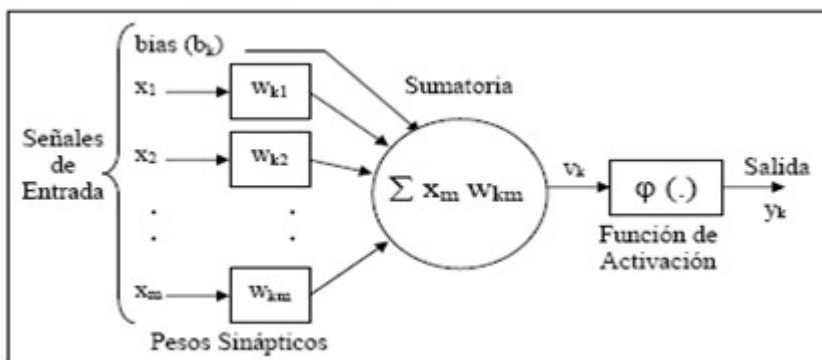 bias (bₖ)
x₁
wₖ₁
Sumatoria
Señales
de
Entrada
x₂
wₖ₂
∑ xₘ wₖₘ
vₖ
φ (.)
Salida
yₖ
Función de
Activación
xₘ
wₖₘ
Pesos Sinápticos